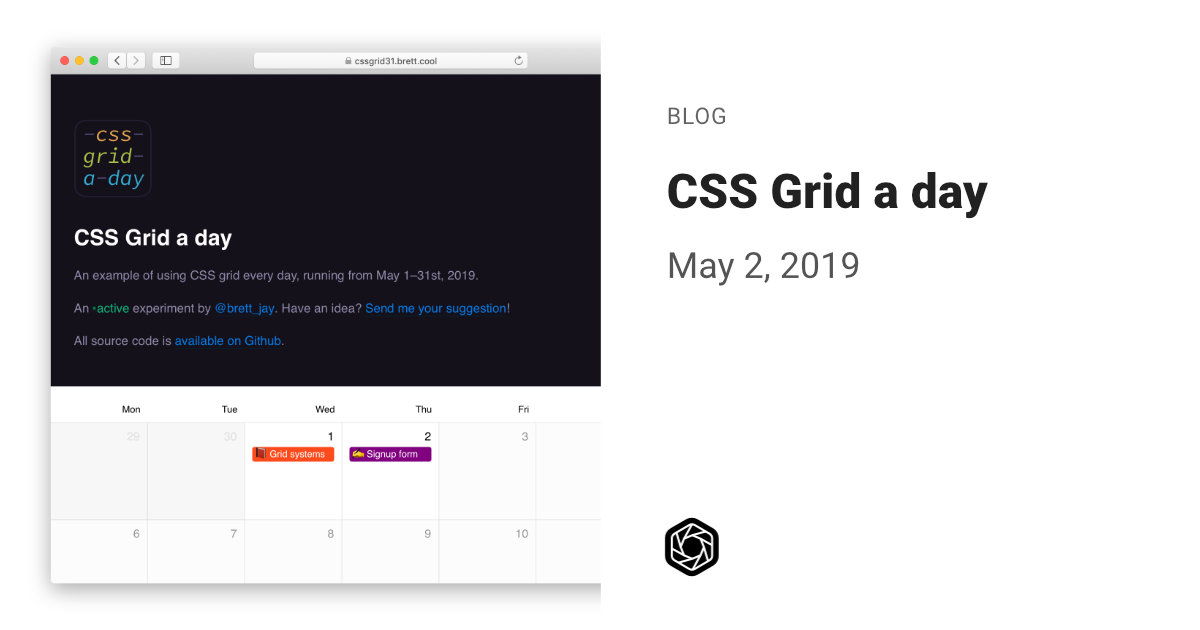 cssgrid31.brett.cool
-css-
grid-
a-day
CSS Grid a day
An example of using CSS grid every day, running from May 1–31st, 2019.
An •active experiment by @brett_jay. Have an idea? Send me your suggestion!
All source code is available on Github.
Mon Tue Wed Thu Fri
29 30 1 2 3
Grid systems Signup form
6 7 8 9 10
BLOG
CSS Grid a day
May 2, 2019